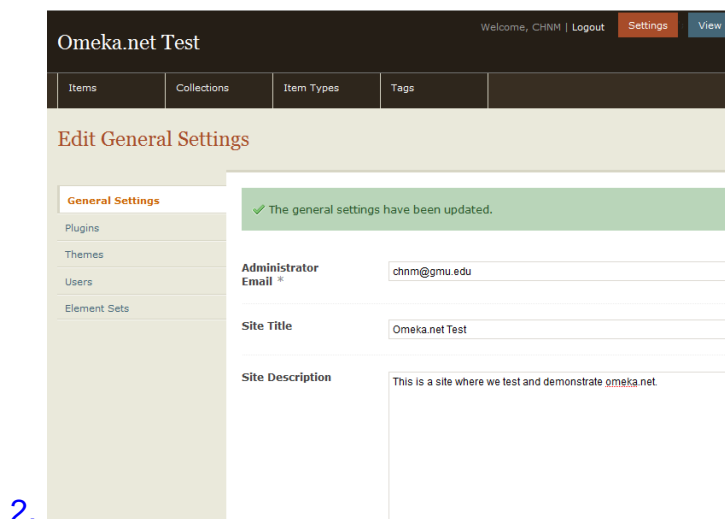 Welcome, CHNM | Logout Settings View
Omeka.net Test
Items Collections Item Types Tags
Edit General Settings
General Settings
Plugins
Themes
Users
Element Sets
The general settings have been updated.
Administrator
Email *
chnm@gmu.edu
Site Title
Omeka.net Test
Site Description
This is a site where we test and demonstrate omeka.net.
2.